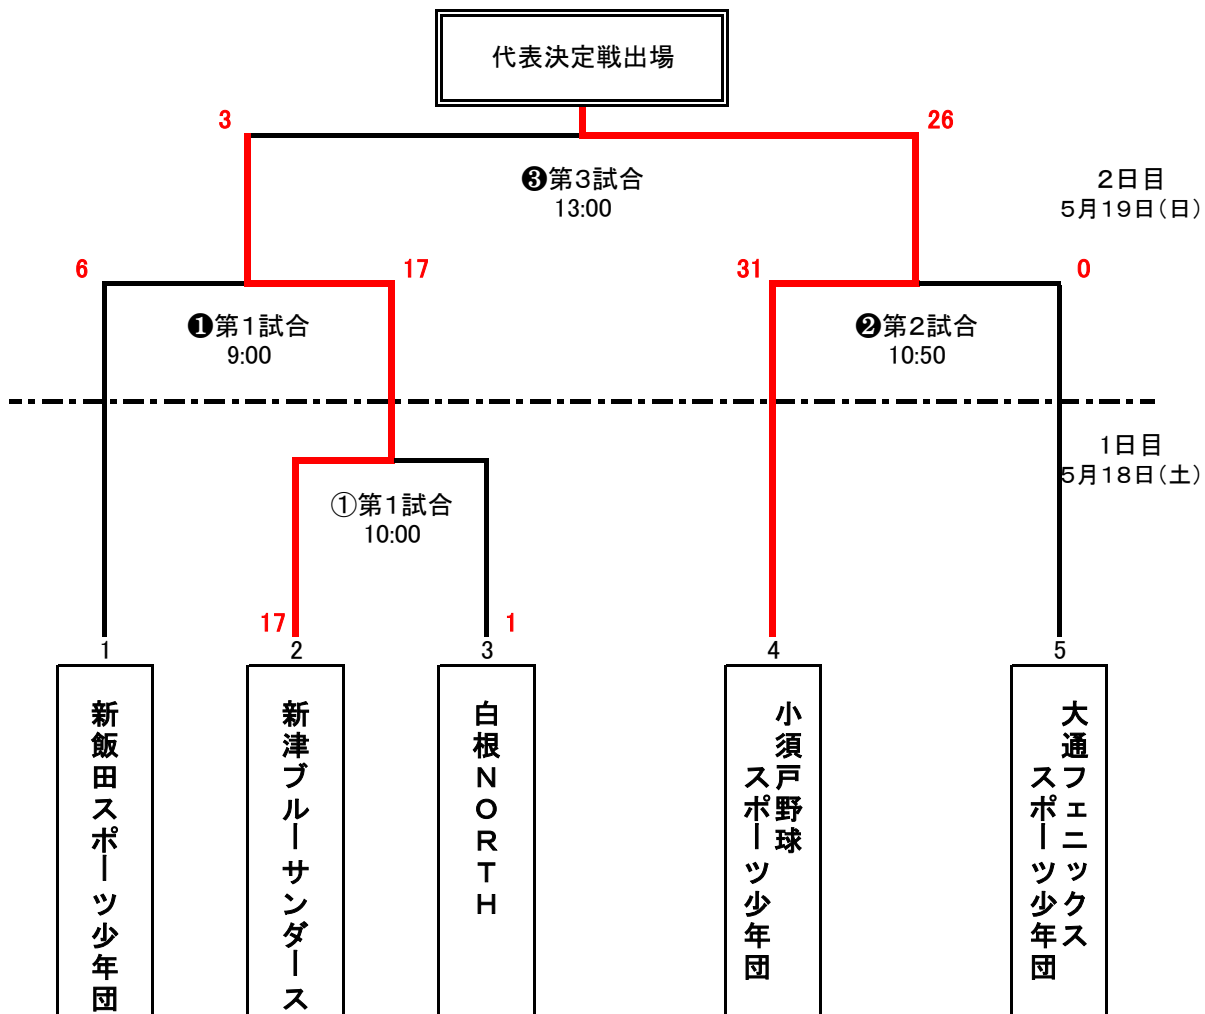 代表決定戦出場
3
26
❸第3試合
13:00
2日目
5月19日(日)
6
17
31
0
❶第1試合
9:00
❷第2試合
10:50
1日目
5月18日(土)
①第1試合
10:00
17
1
1
2
3
4
5
新飯田スポーツ少年団
新津ブルーサンダース
白根NORTH
小須戸野球
スポーツ少年団
大通フェニックス
スポーツ少年団